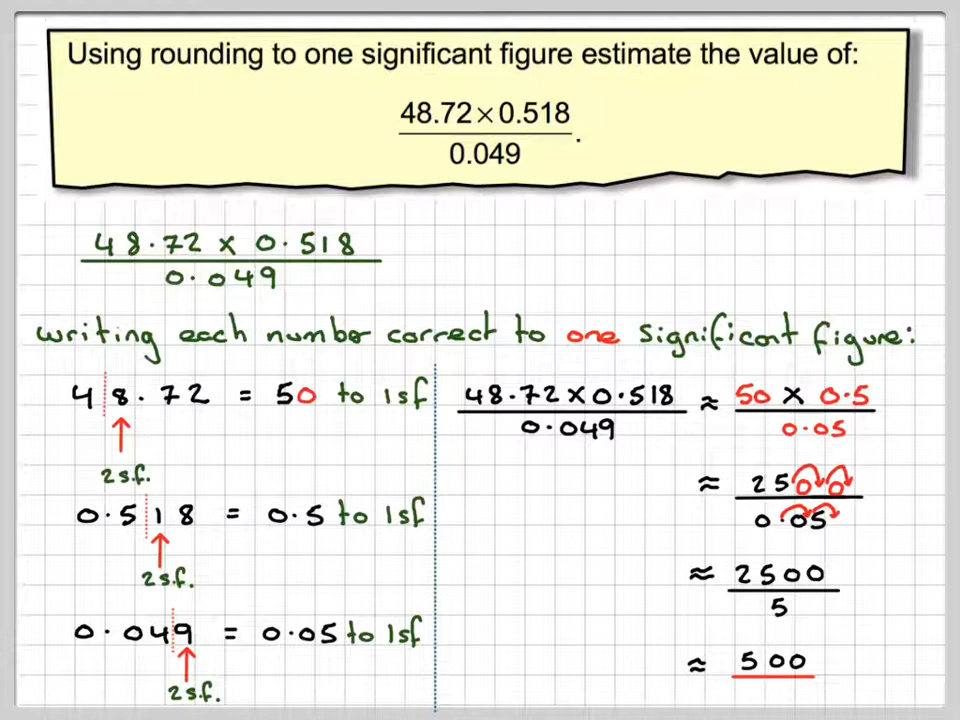 Using rounding to one significant figure estimate the value of:
48.72×0.518
0.049 .
48.72 x 0.518
0.049
writing each number correct to one significant figure:
48.72 = 50 to 1sf
2s.f.
0.518 = 0.5 to 1sf
2s.f.
0.049 = 0.05 to 1sf
2s.f.
48.72 x 0.518 ≈ 50 x 0.5
0.049 0.05
≈ 2500
0.05
≈ 2500
5
≈ 500